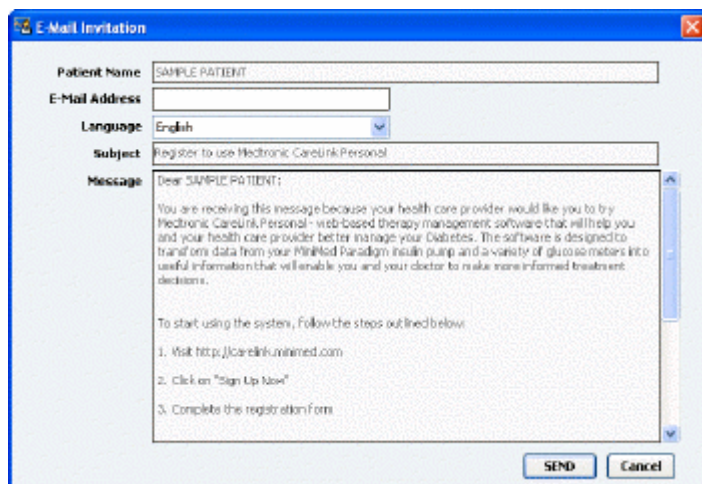 E-Mail Invitation
Patient Name SAMPLE PATIENT
E-Mail Address
Language English
Subject Register to use Medtronic CareLink Personal
Message Dear SAMPLE PATIENT:
You are receiving this message because your health care provider would like you to try
Medtronic CareLink Personal - web-based therapy management software that will help you
and your health care provider better manage your Diabetes. The software is designed to
transform data from your MiniMed Paradigm insulin pump and a variety of glucose meters into
useful information that will enable you and your doctor to make more informed treatment
decisions.
To start using the system, follow the steps outlined below:
1. Visit http://carelink.minimed.com
2. Click on "Sign Up Now"
3. Complete the registration form
SEND Cancel